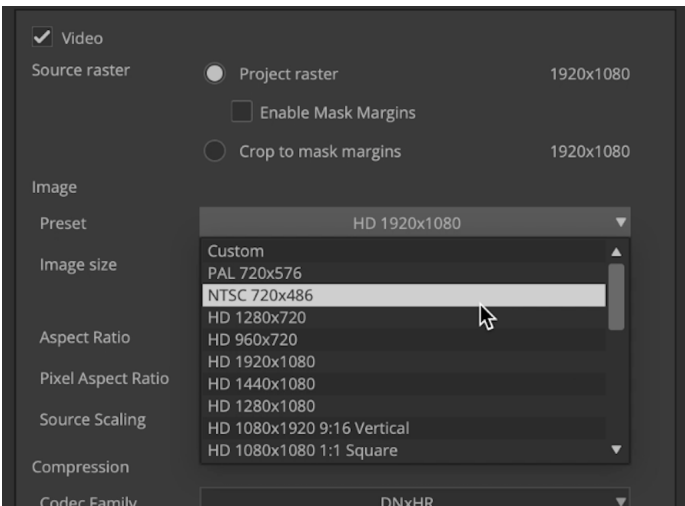 Video
Source raster
Project raster 1920x1080
Enable Mask Margins
Crop to mask margins 1920x1080
Image
Preset HD 1920x1080
Custom
Image size
PAL 720x576
NTSC 720x486
HD 1280x720
Aspect Ratio
HD 960x720
HD 1920x1080
Pixel Aspect Ratio
HD 1440x1080
HD 1280x1080
Source Scaling
HD 1080x1920 9:16 Vertical
HD 1080x1080 1:1 Square
Compression
Codec Family DNxHR